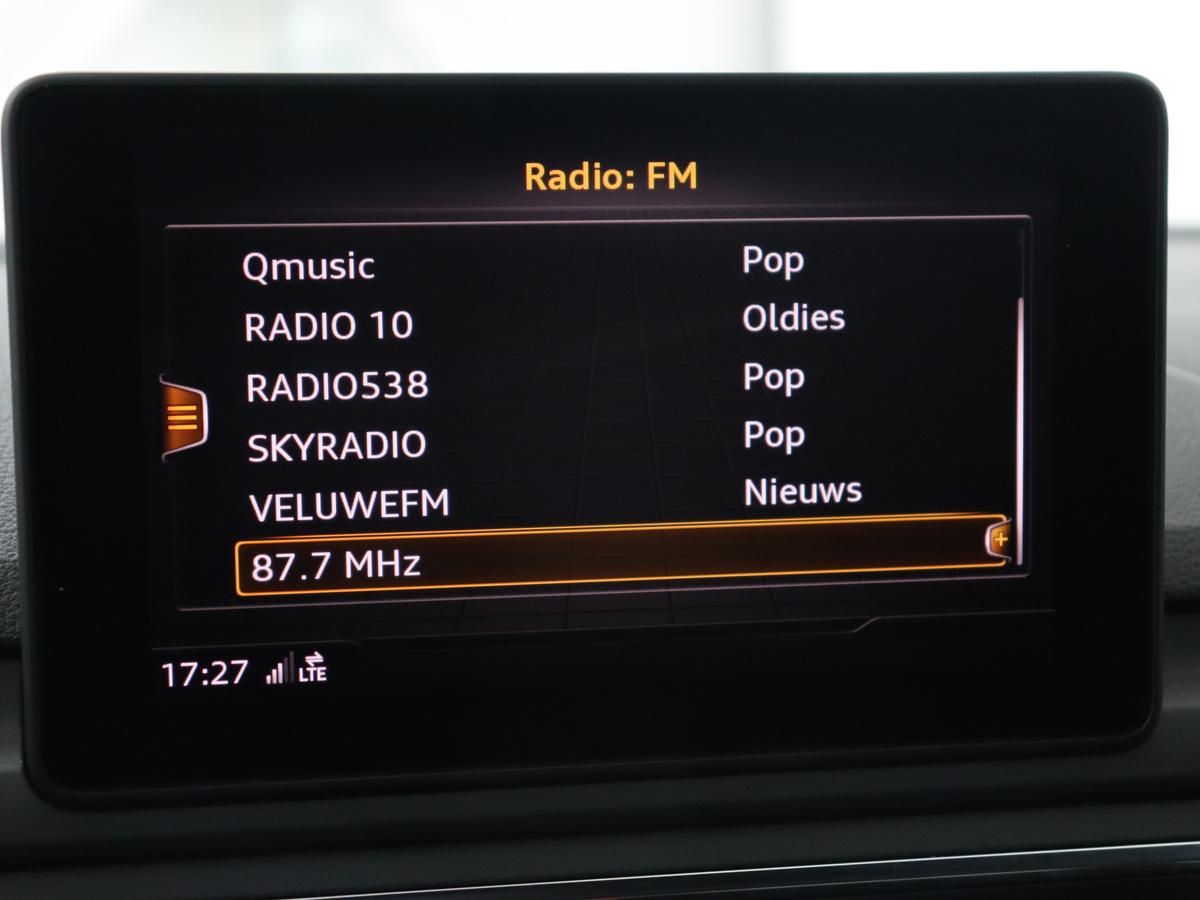 Radio: FM
Qmusic Pop
RADIO 10 Oldies
RADIO538 Pop
SKYRADIO Pop
VELUWEFM Nieuws
87.7 MHz +
17:27 LTE